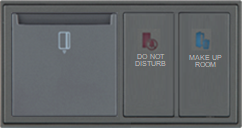 DO NOT
DISTURB
MAKE UP
ROOM